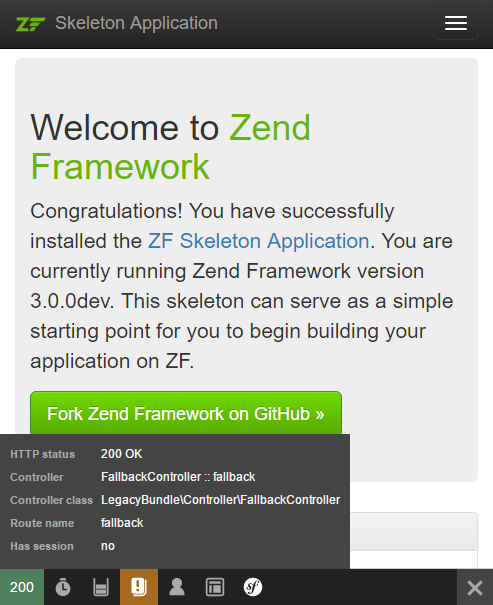 ZF Skeleton Application
Welcome to Zend
Framework
Congratulations! You have successfully
installed the ZF Skeleton Application. You are
currently running Zend Framework version
3.0.0dev. This skeleton can serve as a simple
starting point for you to begin building your
application on ZF.
Fork Zend Framework on GitHub »
HTTP status 200 OK
Controller FallbackController :: fallback
Controller class LegacyBundle\Controller\FallbackController
Route name fallback
Has session no
200 sf